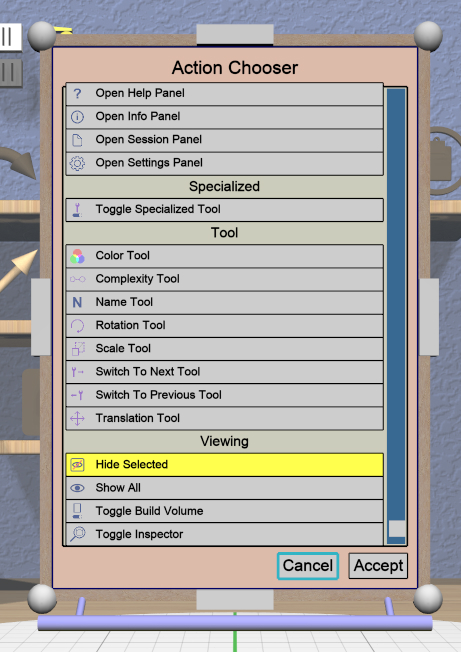 Action Chooser
? Open Help Panel
Open Info Panel
Open Session Panel
Open Settings Panel
Specialized
Toggle Specialized Tool
Tool
Color Tool
Complexity Tool
N Name Tool
Rotation Tool
Scale Tool
Switch To Next Tool
Switch To Previous Tool
Translation Tool
Viewing
Hide Selected
Show All
Toggle Build Volume
Toggle Inspector
Cancel Accept